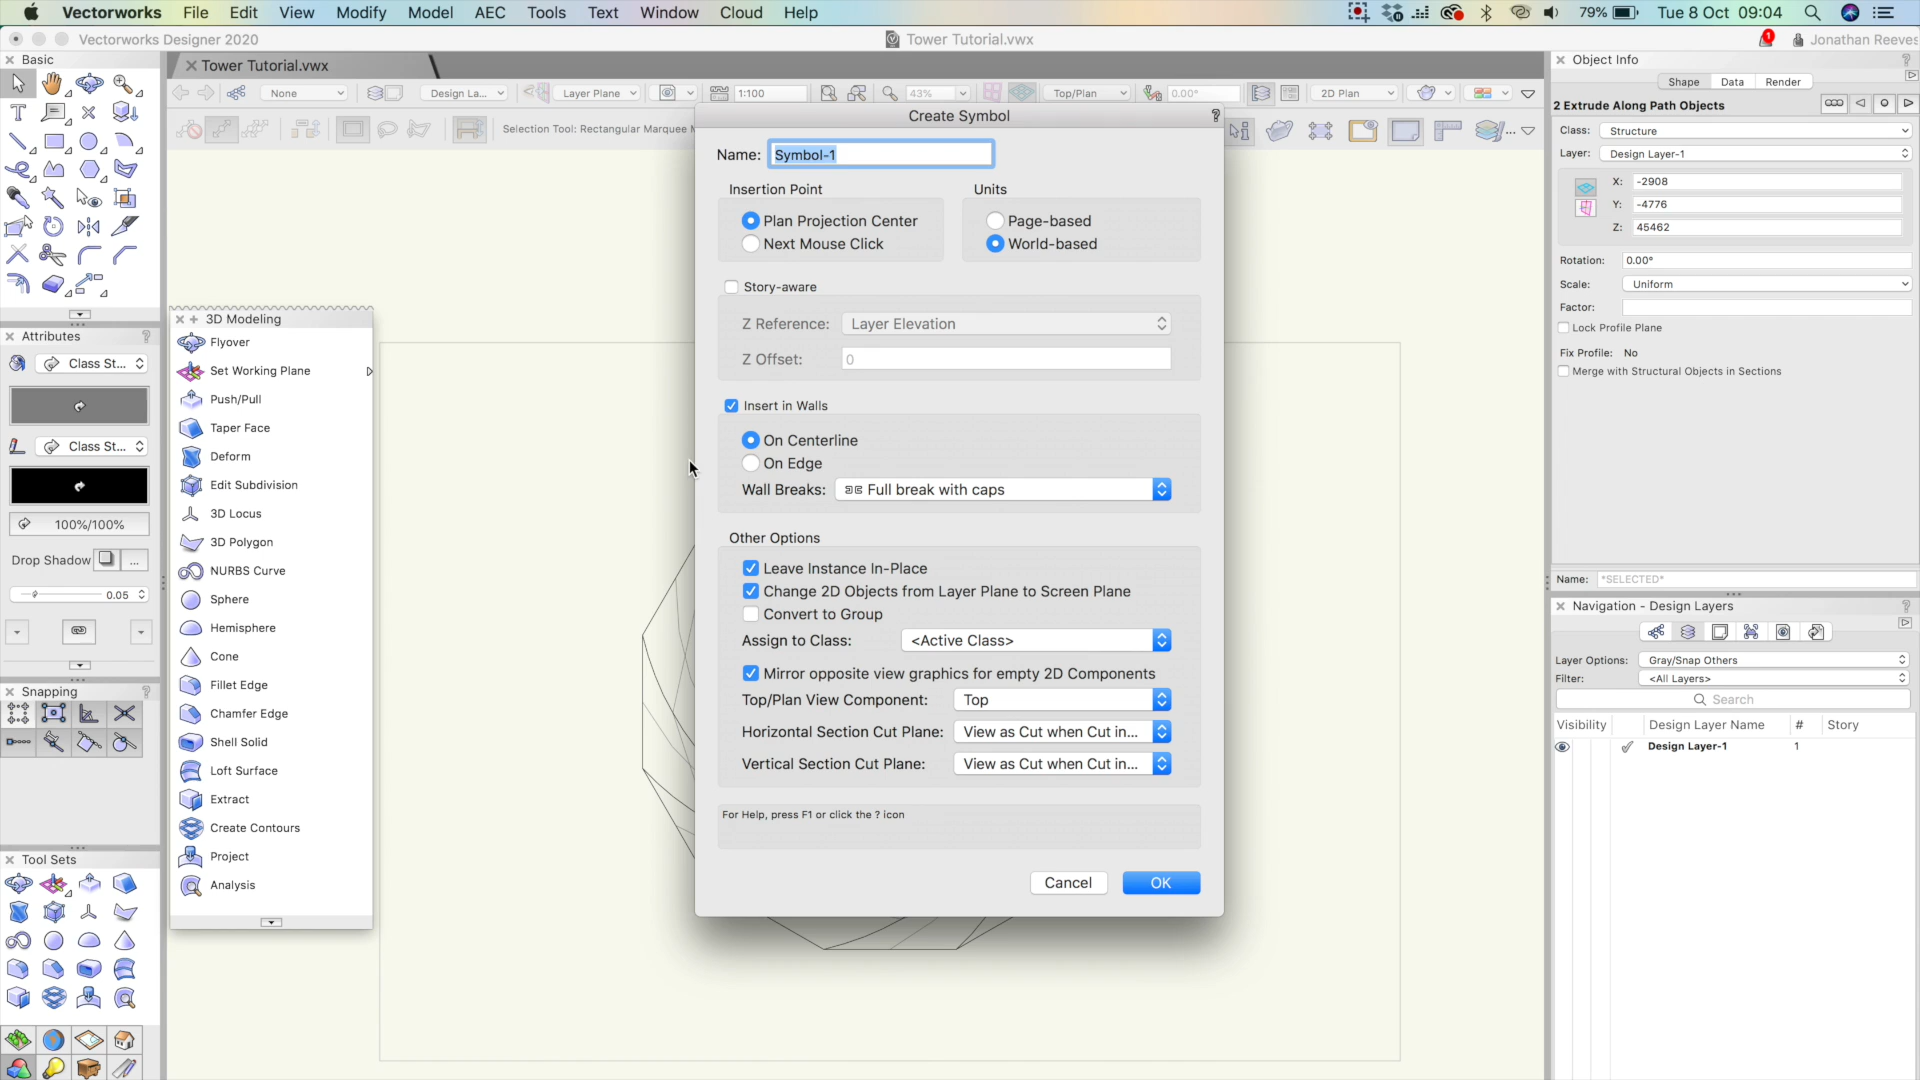 Vectorworks File Edit View Modify Model AEC Tools Text Window Cloud Help 79% Tue 8 Oct 09:04
Vectorworks Designer 2020 Tower Tutorial.vwx 1 Jonathan Reeves
Basic
Tower Tutorial.vwx
None Design La... Layer Plane 1:100 43% Top/Plan 0.00° 2D Plan
Selection Tool: Rectangular Marquee M
Attributes
Class St...
Class St...
100%/100%
Drop Shadow ...
0.05
Snapping
Tool Sets
3D Modeling
Flyover
Set Working Plane
Push/Pull
Taper Face
Deform
Edit Subdivision
3D Locus
3D Polygon
NURBS Curve
Sphere
Hemisphere
Cone
Fillet Edge
Chamfer Edge
Shell Solid
Loft Surface
Extract
Create Contours
Project
Analysis
Create Symbol ?
Name: Symbol-1
Insertion Point Units
Plan Projection Center Page-based
Next Mouse Click World-based
Story-aware
Z Reference: Layer Elevation
Z Offset: 0
Insert in Walls
On Centerline
On Edge
Wall Breaks: Full break with caps
Other Options
Leave Instance In-Place
Change 2D Objects from Layer Plane to Screen Plane
Convert to Group
Assign to Class: <Active Class>
Mirror opposite view graphics for empty 2D Components
Top/Plan View Component: Top
Horizontal Section Cut Plane: View as Cut when Cut in...
Vertical Section Cut Plane: View as Cut when Cut in...
For Help, press F1 or click the ? icon
Cancel OK
Object Info ?
Shape Data Render
2 Extrude Along Path Objects
Class: Structure
Layer: Design Layer-1
X: -2908
Y: -4776
Z: 45462
Rotation: 0.00°
Scale: Uniform
Factor:
Lock Profile Plane
Fix Profile: No
Merge with Structural Objects in Sections
Name: *SELECTED*
Navigation - Design Layers ?
Layer Options: Gray/Snap Others
Filter: <All Layers>
Search
Visibility Design Layer Name # Story
Design Layer-1 1